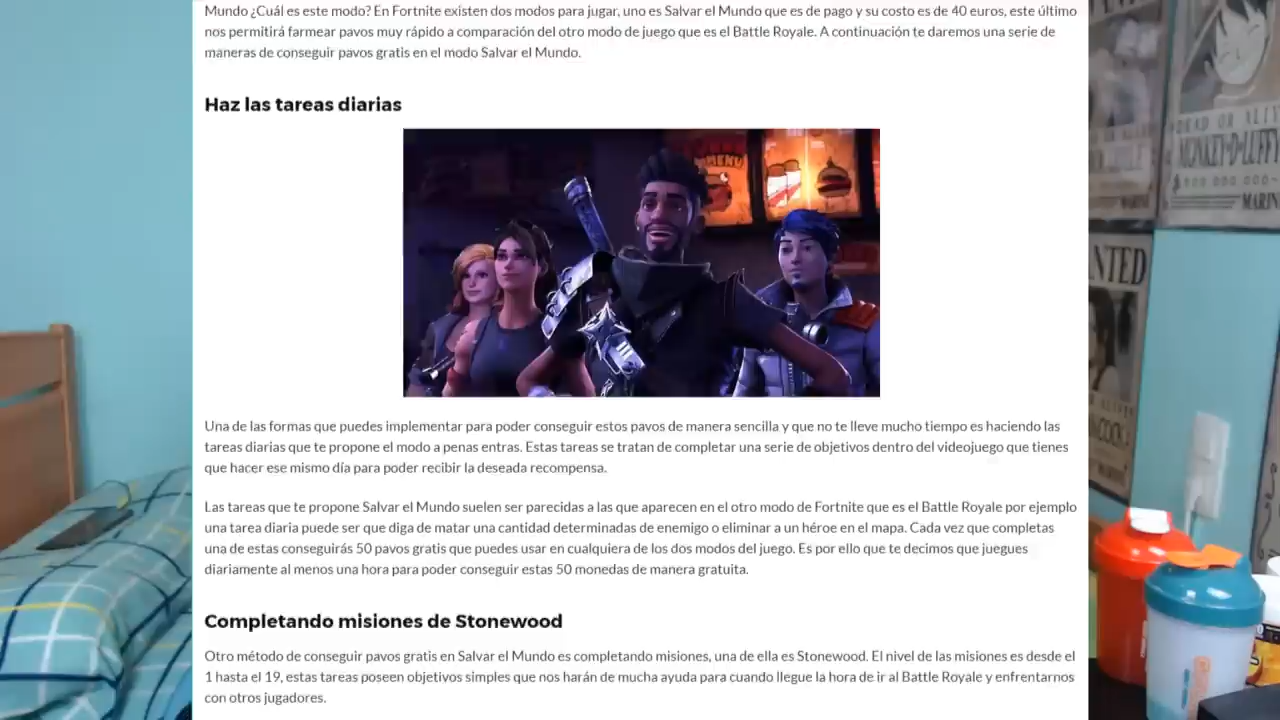 Mundo ¿Cuál es este modo? En Fortnite existen dos modos para jugar, uno es Salvar el Mundo que es de pago y su costo es de 40 euros, este último
nos permitirá farmear pavos muy rápido a comparación del otro modo de juego que es el Battle Royale. A continuación te daremos una serie de
maneras de conseguir pavos gratis en el modo Salvar el Mundo.
Haz las tareas diarias
MENU
DEAD OR ALIVE
MONKEY·D·LUFFY
MARIN
Una de las formas que puedes implementar para poder conseguir estos pavos de manera sencilla y que no te lleve mucho tiempo es haciendo las
tareas diarias que te propone el modo a penas entras. Estas tareas se tratan de completar una serie de objetivos dentro del videojuego que tienes
que hacer ese mismo día para poder recibir la deseada recompensa.
Las tareas que te propone Salvar el Mundo suelen ser parecidas a las que aparecen en el otro modo de Fortnite que es el Battle Royale por ejemplo
una tarea diaria puede ser que diga de matar una cantidad determinadas de enemigo o eliminar a un héroe en el mapa. Cada vez que completas
una de estas conseguirás 50 pavos gratis que puedes usar en cualquiera de los dos modos del juego. Es por ello que te decimos que juegues
diariamente al menos una hora para poder conseguir estas 50 monedas de manera gratuita.
Completando misiones de Stonewood
Otro método de conseguir pavos gratis en Salvar el Mundo es completando misiones, una de ella es Stonewood. El nivel de las misiones es desde el
1 hasta el 19, estas tareas poseen objetivos simples que nos harán de mucha ayuda para cuando llegue la hora de ir al Battle Royale y enfrentarnos
con otros jugadores.
NTED